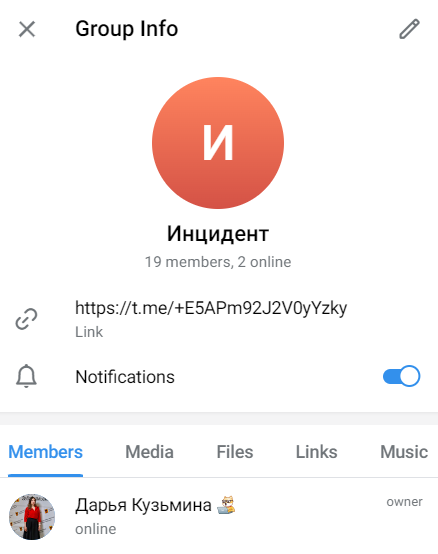 Group Info
И
Инцидент
19 members, 2 online
https://t.me/+E5APm92J2V0yYzky
Link
Notifications
Members Media Files Links Music
Дарья Кузьмина owner
online